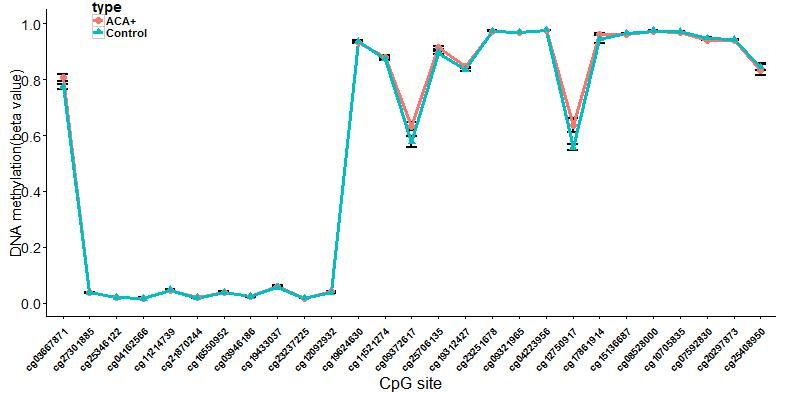 type
ACA+
Control
DNA methylation(beta value)
1.0
0.8
0.6
0.4
0.2
0.0
cg03667871
cg27301885
cg25346122
cg04162566
cg11214739
cg21870244
cg16550952
cg03946186
cg19433037
cg23237225
cg12092932
cg19624630
cg11521274
cg09372617
cg25706135
cg19312427
cg23251678
cg09321965
cg04223956
cg12750917
cg17861914
cg15136687
cg08528000
cg10705835
cg07592830
cg20297873
cg25408950
CpG site